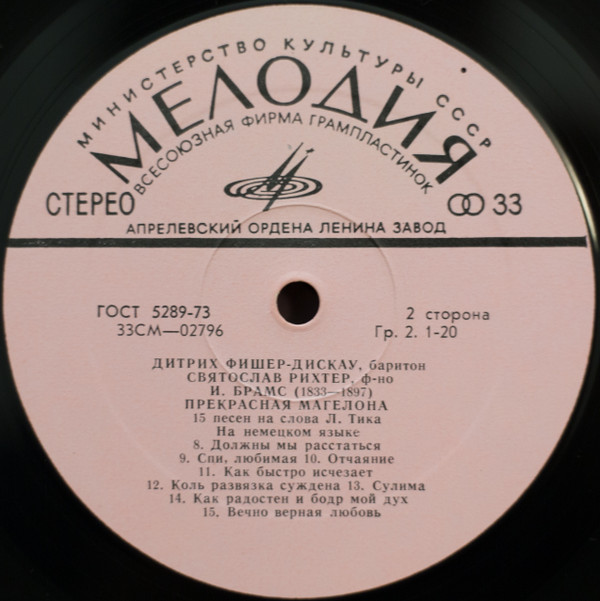 МИНИСТЕРСТВО КУЛЬТУРЫ СССР
МЕЛОДИЯ
ВСЕСОЮЗНАЯ ФИРМА ГРАМПЛАСТИНОК
СТЕРЕО
33
АПРЕЛЕВСКИЙ ОРДЕНА ЛЕНИНА ЗАВОД
ГОСТ 5289-73
2 сторона
33СМ—02796
Гр. 2. 1-20
ДИТРИХ ФИШЕР-ДИСКАУ, баритон
СВЯТОСЛАВ РИХТЕР, ф-но
И. БРАМС (1833—1897)
ПРЕКРАСНАЯ МАГЕЛОНА
15 песен на слова Л. Тика
На немецком языке
8. Должны мы расстаться
9. Спи, любимая 10. Отчаяние
11. Как быстро исчезает
12. Коль развязка суждена 13. Сулима
14. Как радостен и бодр мой дух
15. Вечно верная любовь